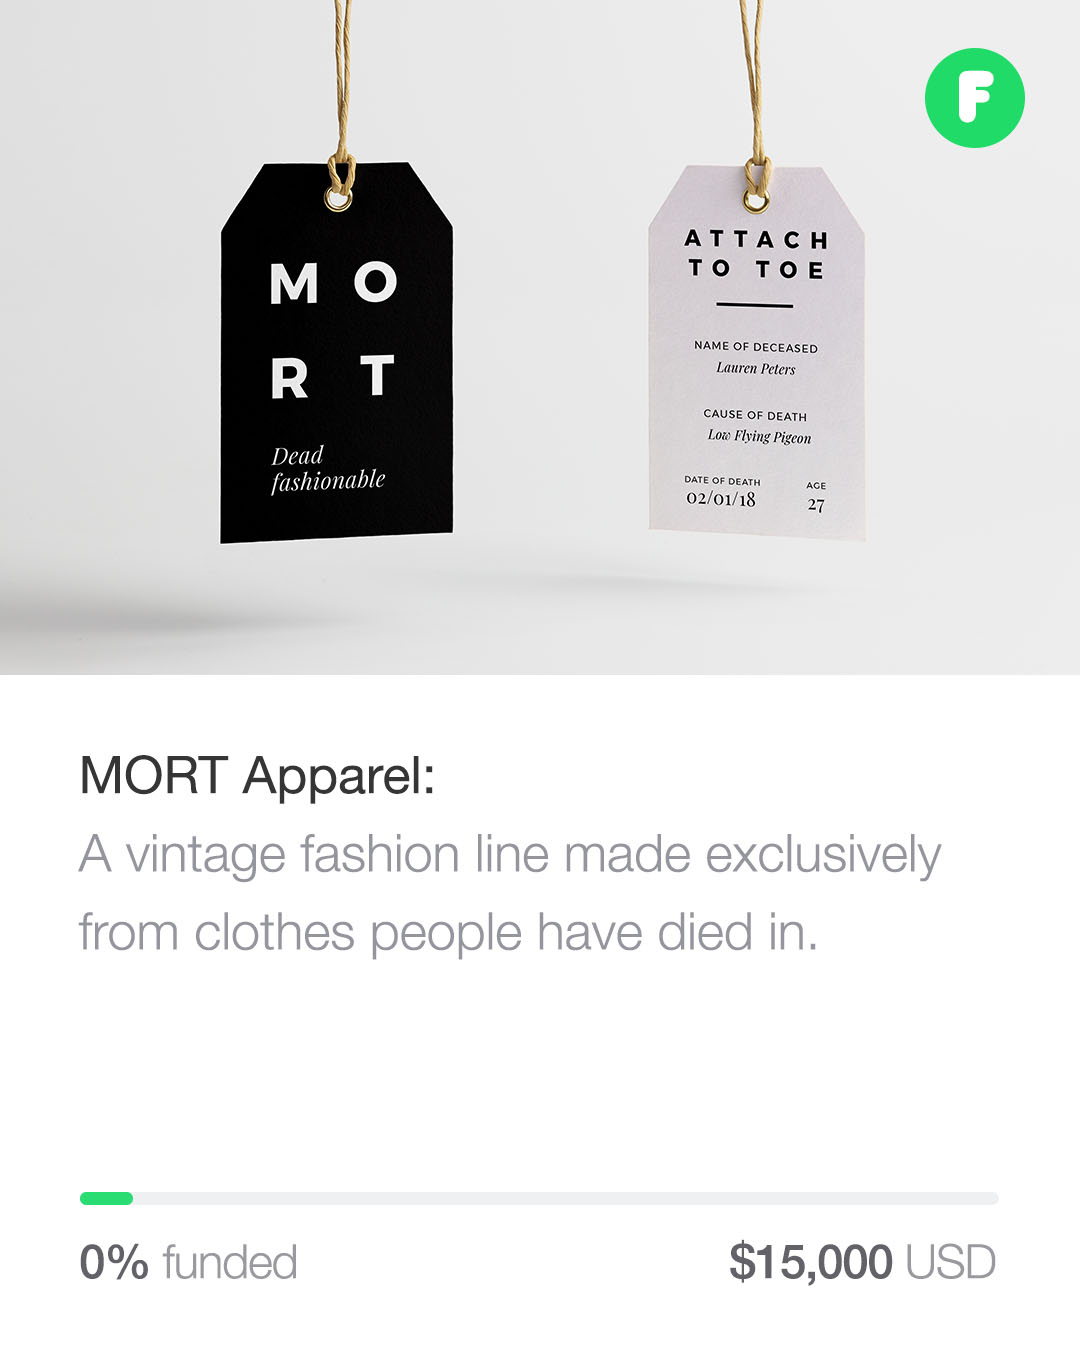 F
M O
R T
Dead
fashionable
ATTACH
TO TOE
NAME OF DECEASED
Lauren Peters
CAUSE OF DEATH
Low Flying Pigeon
DATE OF DEATH
02/01/18
AGE
27
MORT Apparel:
A vintage fashion line made exclusively
from clothes people have died in.
0% funded
$15,000 USD